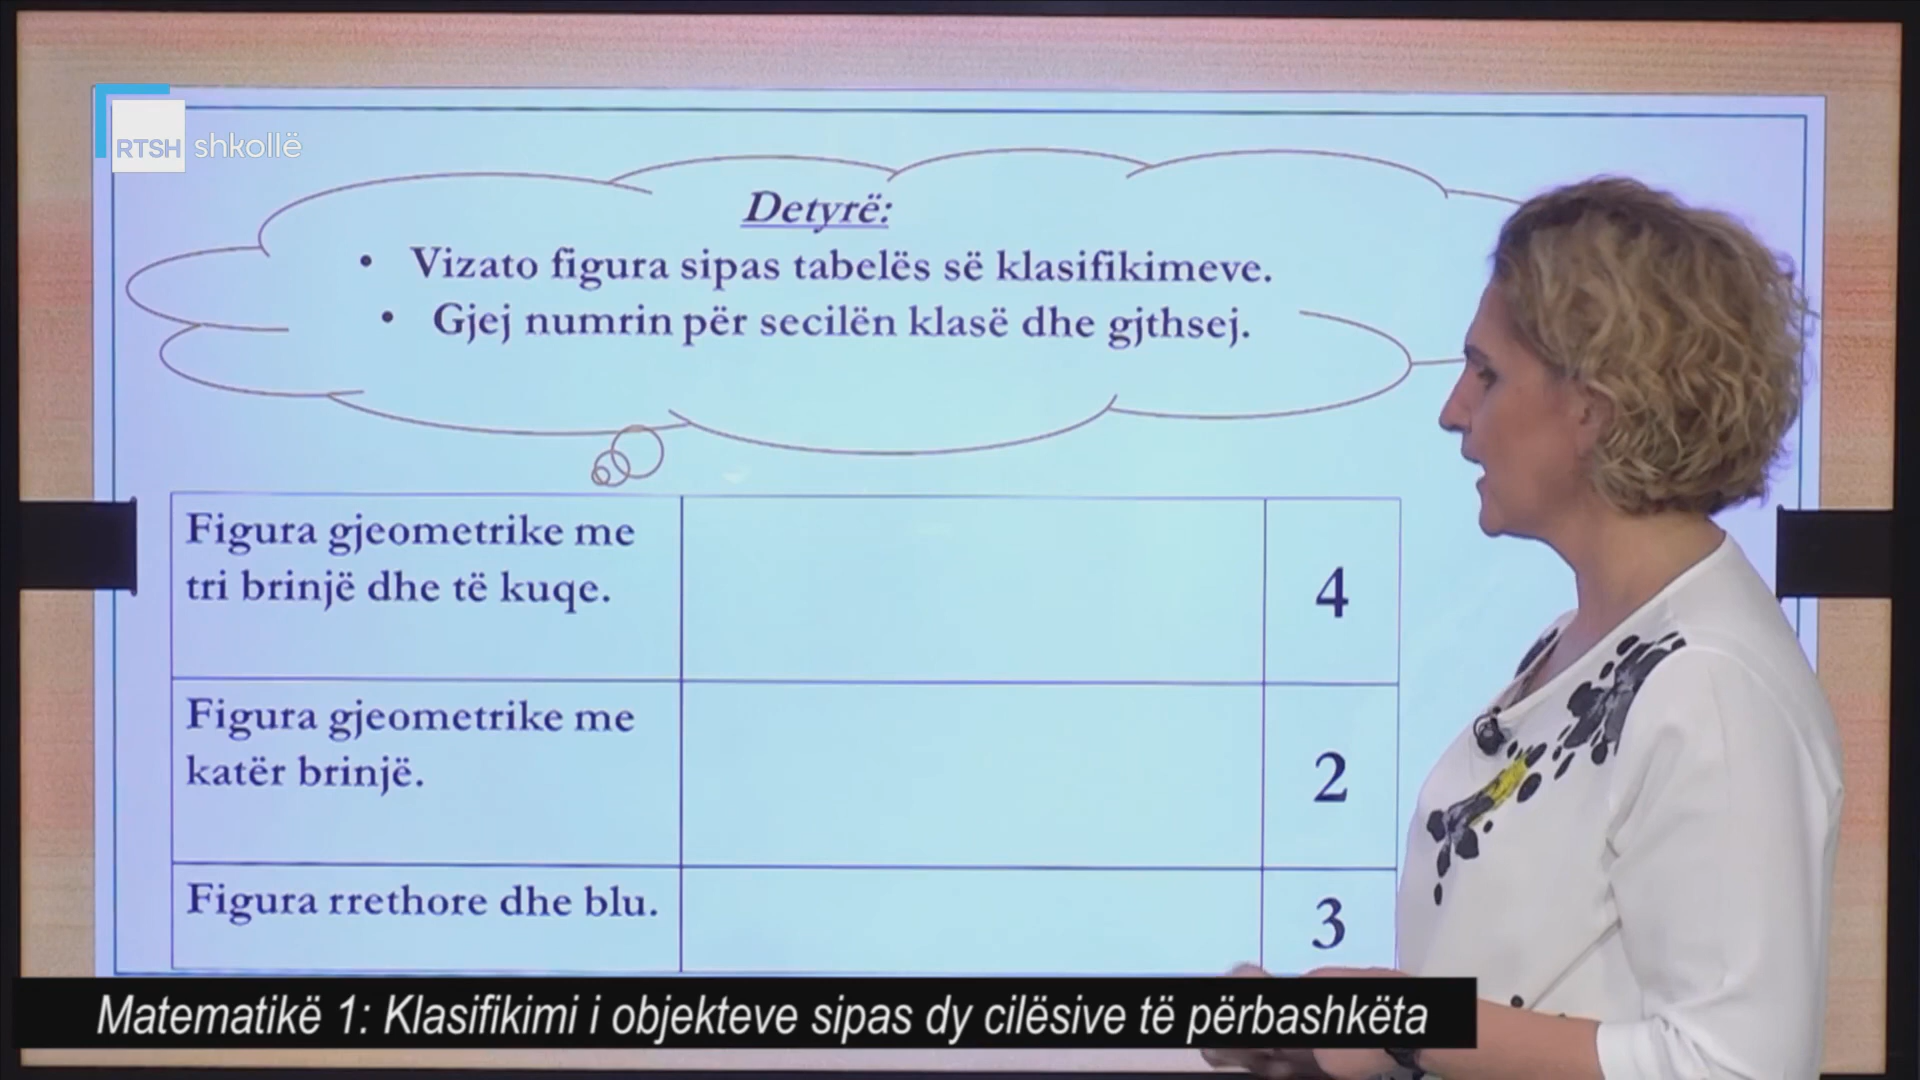 RTSH shkollë
Detyrë:
• Vizato figura sipas tabelës së klasifikimeve.
• Gjej numrin për secilën klasë dhe gjthsej.
Figura gjeometrike me
tri brinjë dhe të kuqe.
4
Figura gjeometrike me
katër brinjë.
2
Figura rrethore dhe blu.
3
Matematikë 1: Klasifikimi i objekteve sipas dy cilësive të përbashkëta